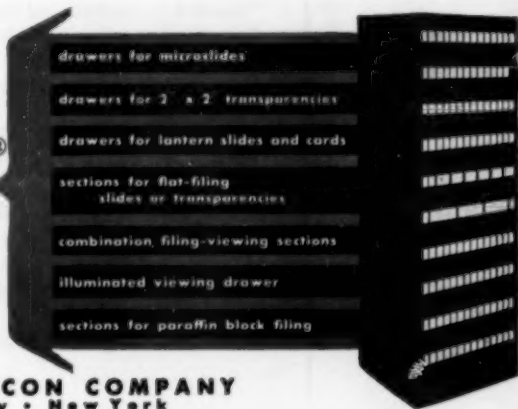 drawers for microslides
drawers for 2 x 2 transparencies
drawers for lantern slides and cards
sections for flat-filing
slides or transparencies
combination filing-viewing sections
illuminated viewing drawer
sections for paraffin block filing
CON COMPANY
• New York